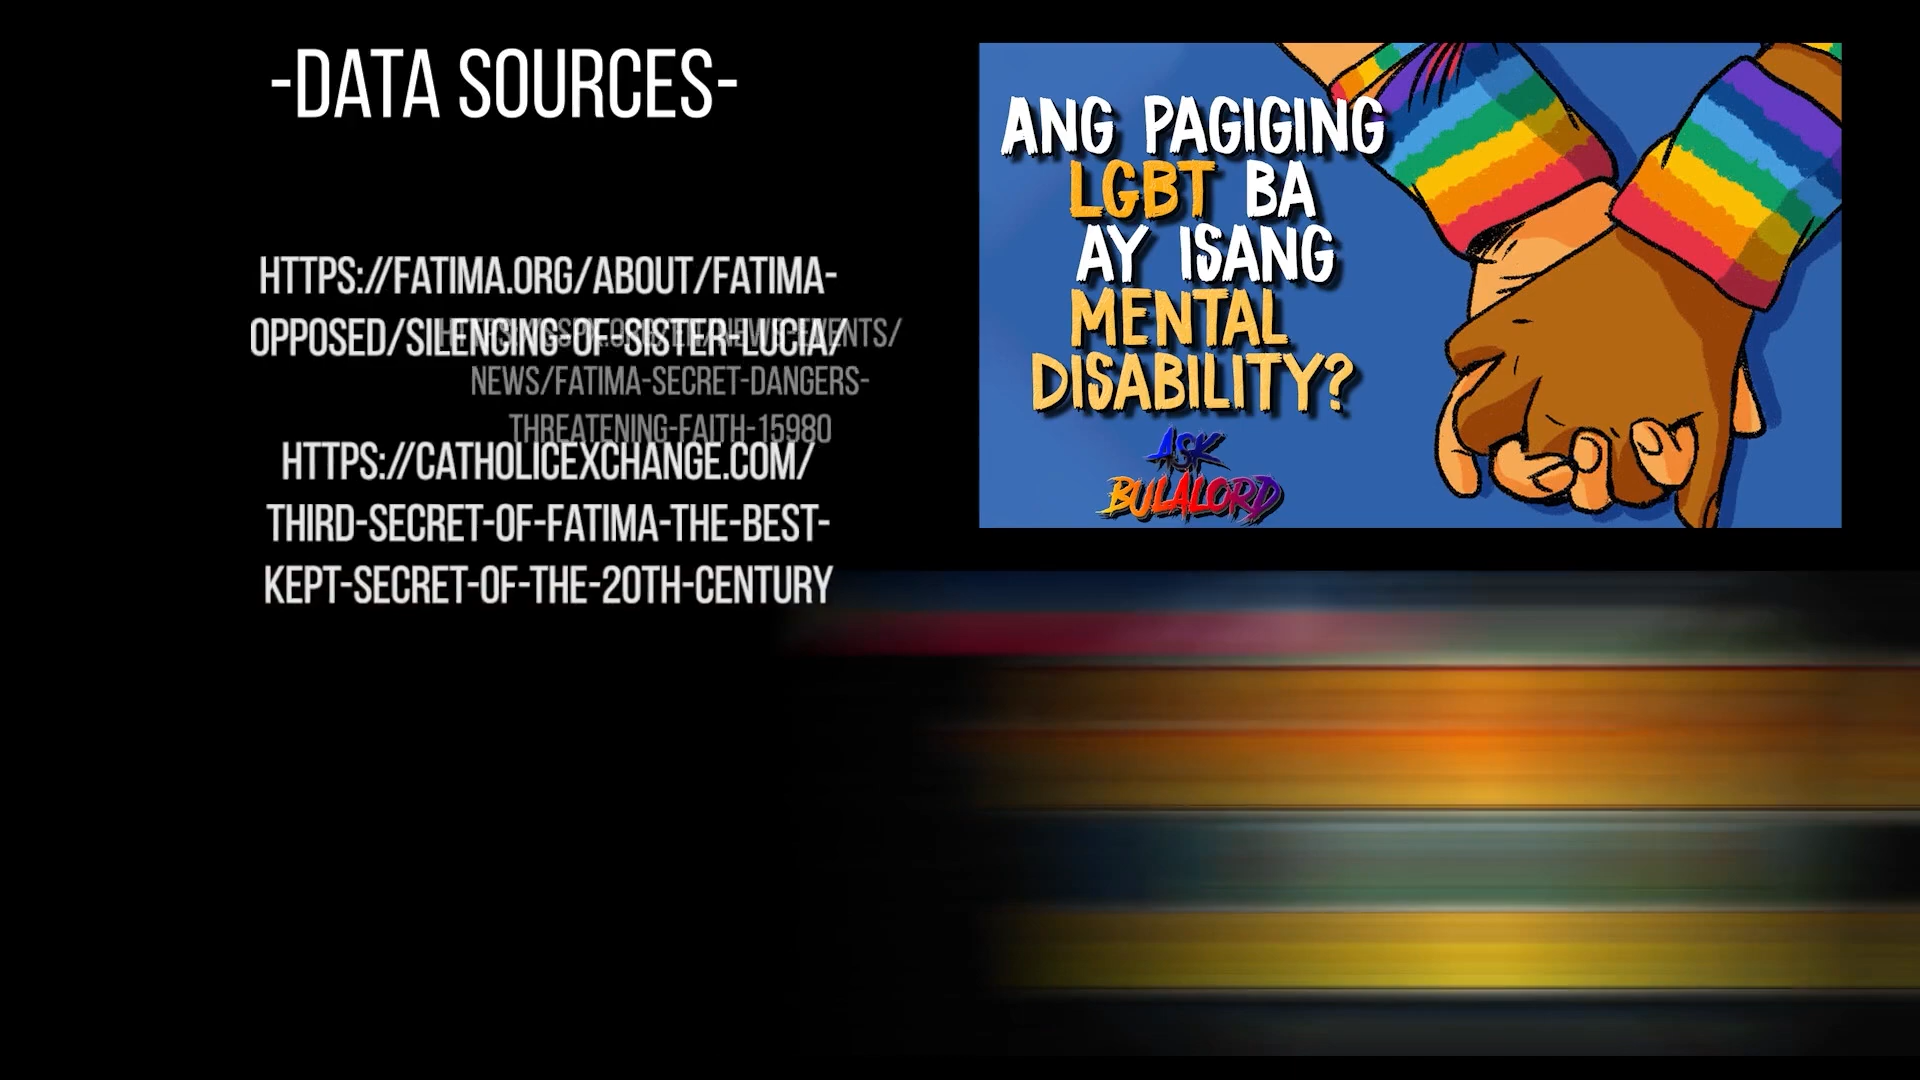 -DATA SOURCES-
HTTPS://FATIMA.ORG/ABOUT/FATIMA-
OPPOSED/SILENCING-OF-SISTER-LUCIA/
NEWS/FATIMA-SECRET-DANGERS-
THREATENING-FAITH-15980
HTTPS://CATHOLICEXCHANGE.COM/
THIRD-SECRET-OF-FATIMA-THE-BEST-
KEPT-SECRET-OF-THE-20TH-CENTURY
ANG PAGIGING
LGBT BA
AY ISANG
MENTAL
DISABILITY?
ASK
BULALORD